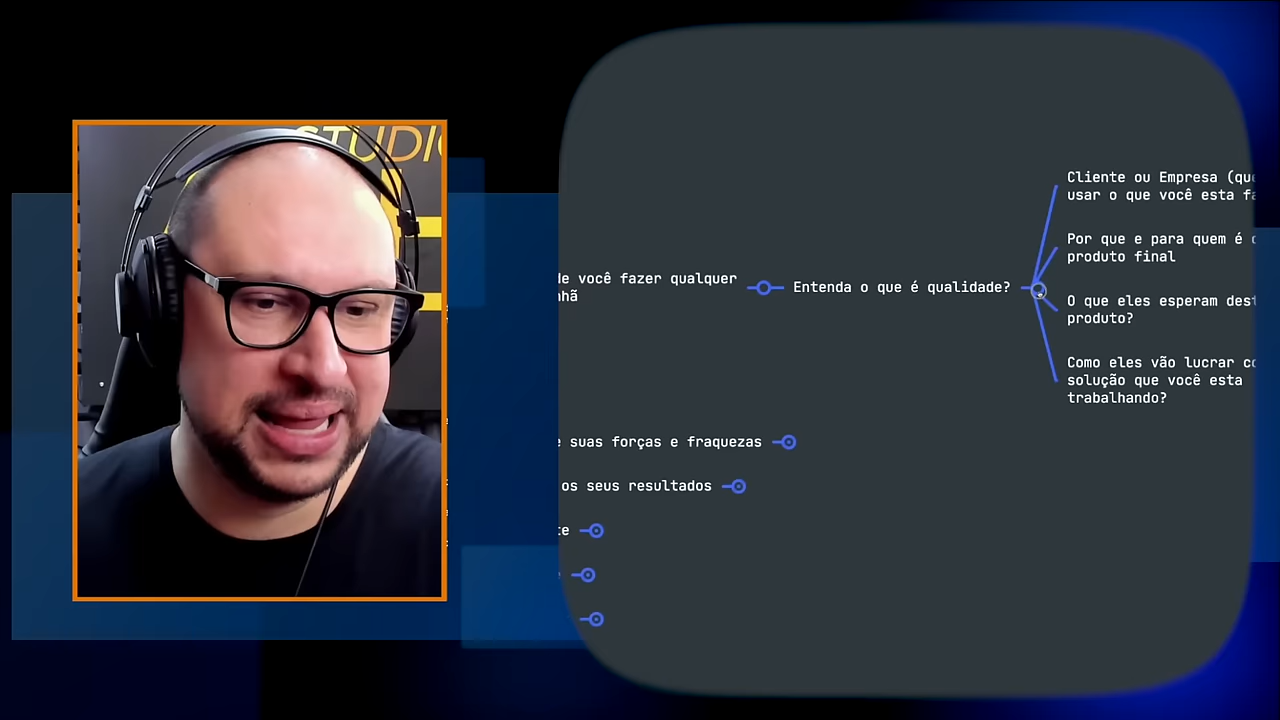 STUDIO
Cliente ou Empresa (que
usar o que você esta fa
Por que e para quem é
produto final
de você fazer qualquer
nhã
Entenda o que é qualidade?
O que eles esperam dest
produto?
Como eles vão lucrar co
solução que você esta
trabalhando?
e suas forças e fraquezas
os seus resultados
te